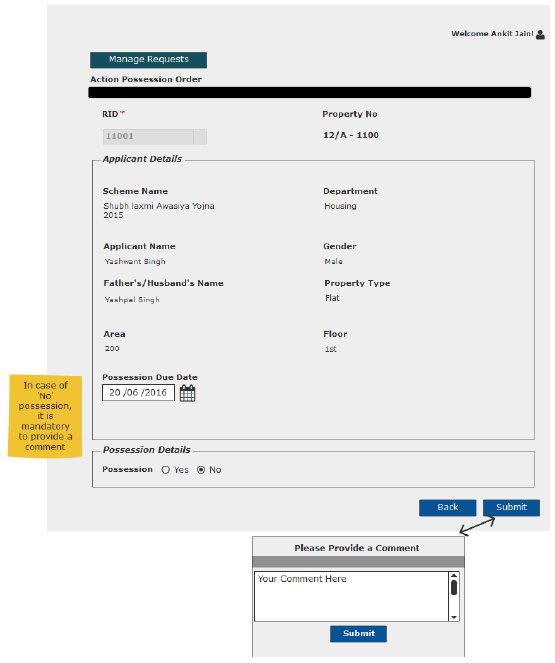 Welcome Ankit Jain!
Manage Requests
Action Possession Order
RID * Property No
11001 12/A - 1100
Applicant Details
Scheme Name Department
Shubh laxmi Awasiya Yojna Housing
2015
Applicant Name Gender
Yashwant Singh Male
Father's/Husband's Name Property Type
Yashpal Singh Flat
Area Floor
200 1st
Possession Due Date
20 /06 /2016
In case of
'No'
possession,
it is
mandatory
to provide a
comment
Possession Details
Possession Yes No
Back Submit
Please Provide a Comment
Your Comment Here
Submit